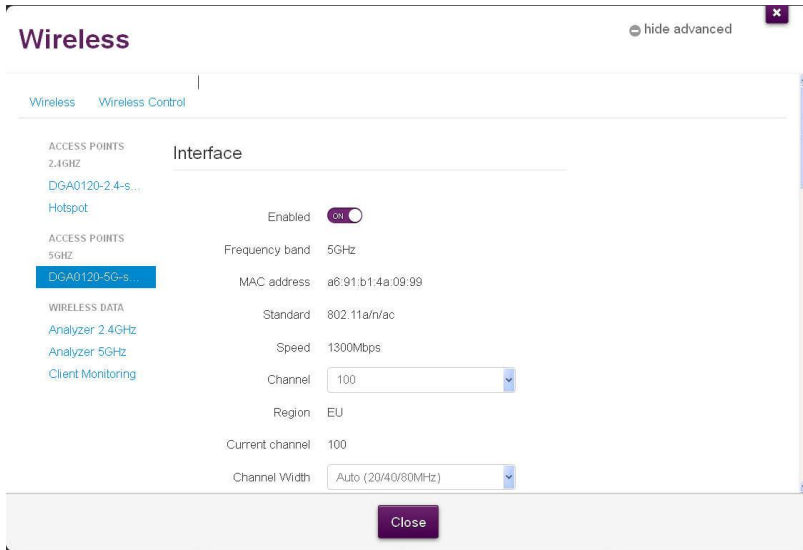 Wireless
hide advanced
Wireless Wireless Control
ACCESS POINTS
2.4GHZ
DGA0120-2.4-s...
Hotspot
ACCESS POINTS
5GHZ
DGA0120-5G-s...
WIRELESS DATA
Analyzer 2.4GHz
Analyzer 5GHz
Client Monitoring
Interface
Enabled ON
Frequency band 5GHz
MAC address a6:91:b1:4a:09:99
Standard 802.11a/n/ac
Speed 1300Mbps
Channel 100
Region EU
Current channel 100
Channel Width Auto (20/40/80MHz)
Close